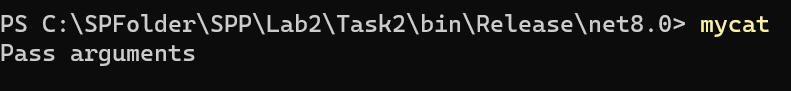 PS C:\SPFolder\SPP\Lab2\Task2\bin\Release\net8.0> mycat
Pass arguments